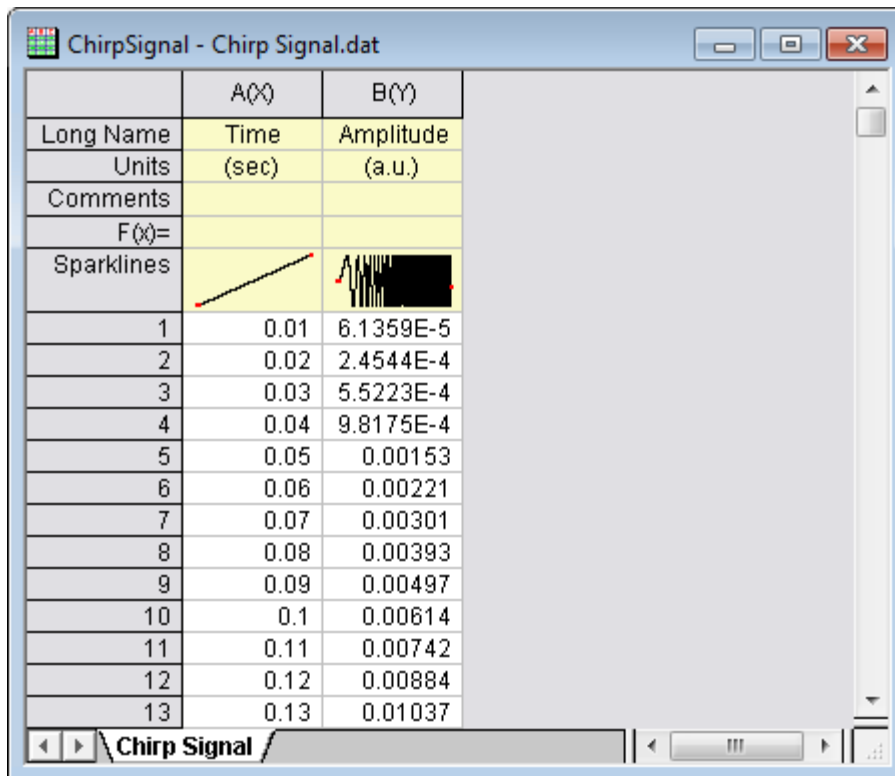 ChirpSignal - Chirp Signal.dat
A(X) B(Y)
Long Name Time Amplitude
Units (sec) (a.u.)
Comments
F(x)=
Sparklines
1 0.01 6.1359E-5
2 0.02 2.4544E-4
3 0.03 5.5223E-4
4 0.04 9.8175E-4
5 0.05 0.00153
6 0.06 0.00221
7 0.07 0.00301
8 0.08 0.00393
9 0.09 0.00497
10 0.1 0.00614
11 0.11 0.00742
12 0.12 0.00884
13 0.13 0.01037
Chirp Signal